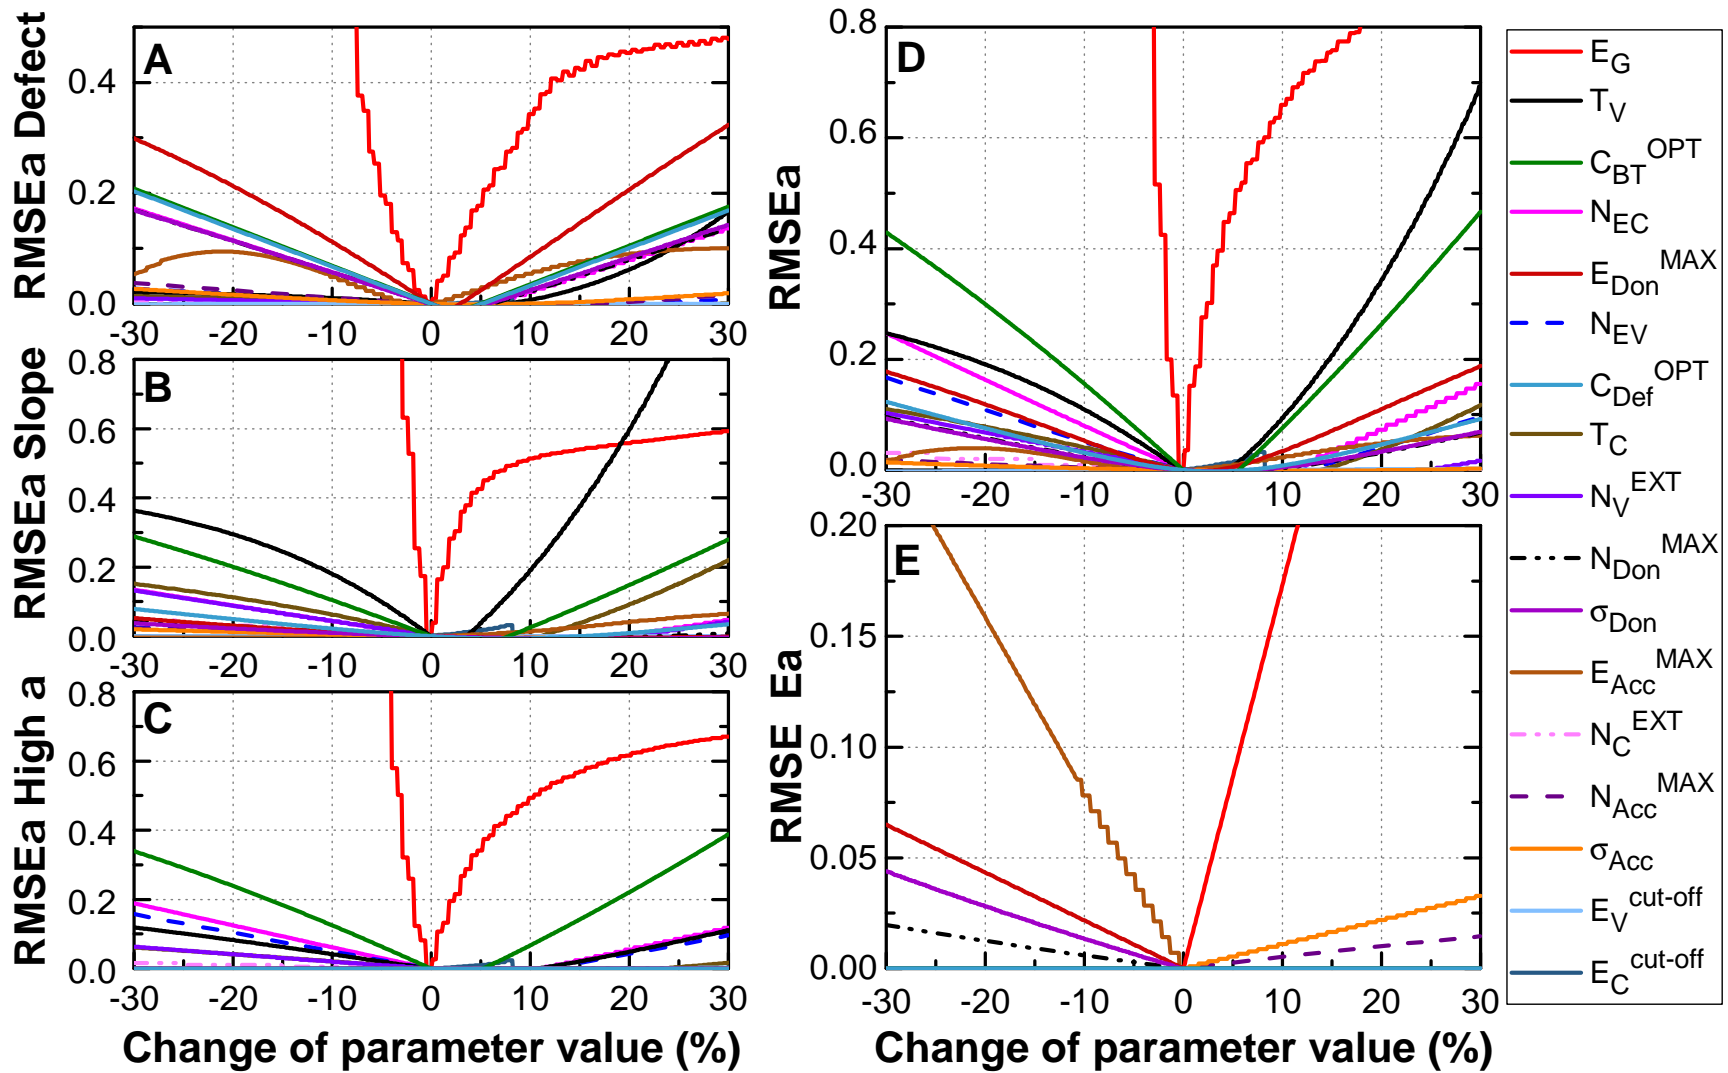 A
RMSEa Defect
0.4
0.2
0.0
-30 -20 -10 0 10 20 30
B
RMSEa Slope
0.8
0.6
0.4
0.2
0.0
-30 -20 -10 0 10 20 30
C
RMSEa High a
0.8
0.6
0.4
0.2
0.0
-30 -20 -10 0 10 20 30
Change of parameter value (%)
D
RMSEa
0.8
0.6
0.4
0.2
0.0
-30 -20 -10 0 10 20 30
E
RMSE Ea
0.20
0.15
0.10
0.05
0.00
-30 -20 -10 0 10 20 30
Change of parameter value (%)
E_G
T_V
C_BT^OPT
N_EC
E_Don^MAX
N_EV
C_Def^OPT
T_C
N_V^EXT
N_Don^MAX
σ_Don
E_Acc^MAX
N_C^EXT
N_Acc^MAX
σ_Acc
E_V^cut-off
E_C^cut-off